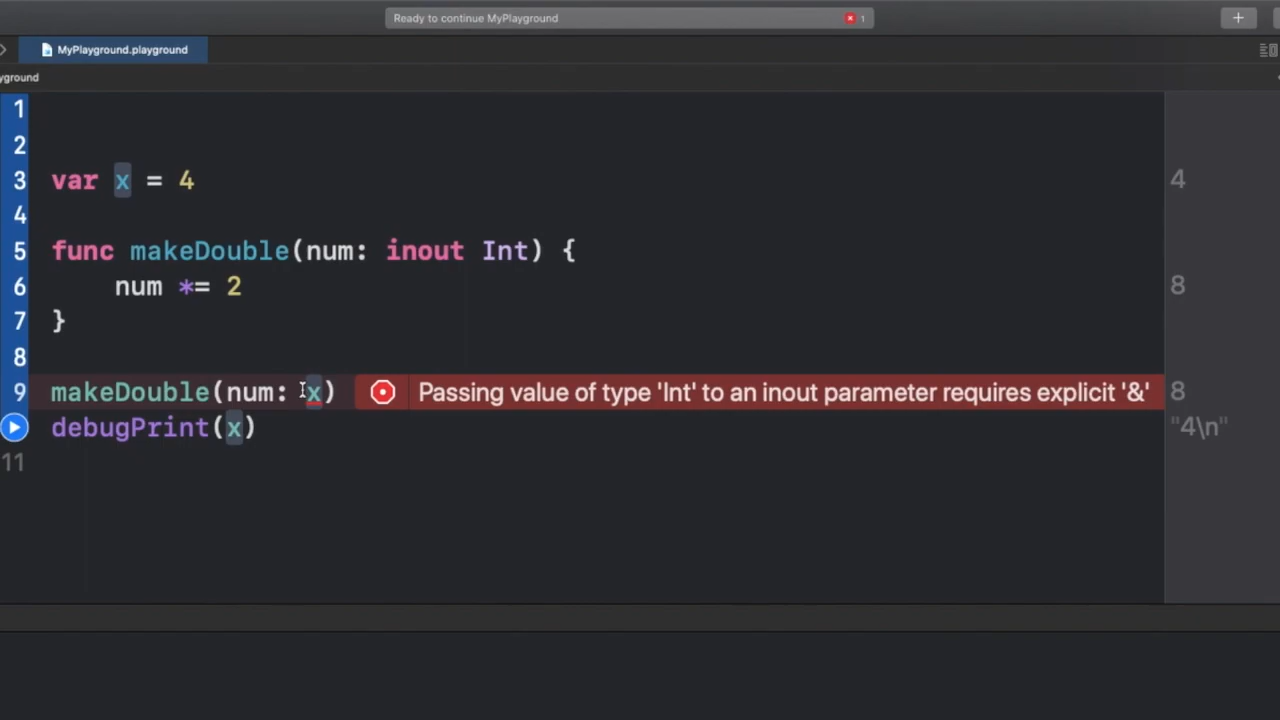 Ready to continue MyPlayground 1
MyPlayground.playground
yground
1
2
3 var x = 4 4
4
5 func makeDouble(num: inout Int) {
6 num *= 2 8
7 }
8
9 makeDouble(num: x) Passing value of type 'Int' to an inout parameter requires explicit '&' 8
debugPrint(x) "4\n"
11